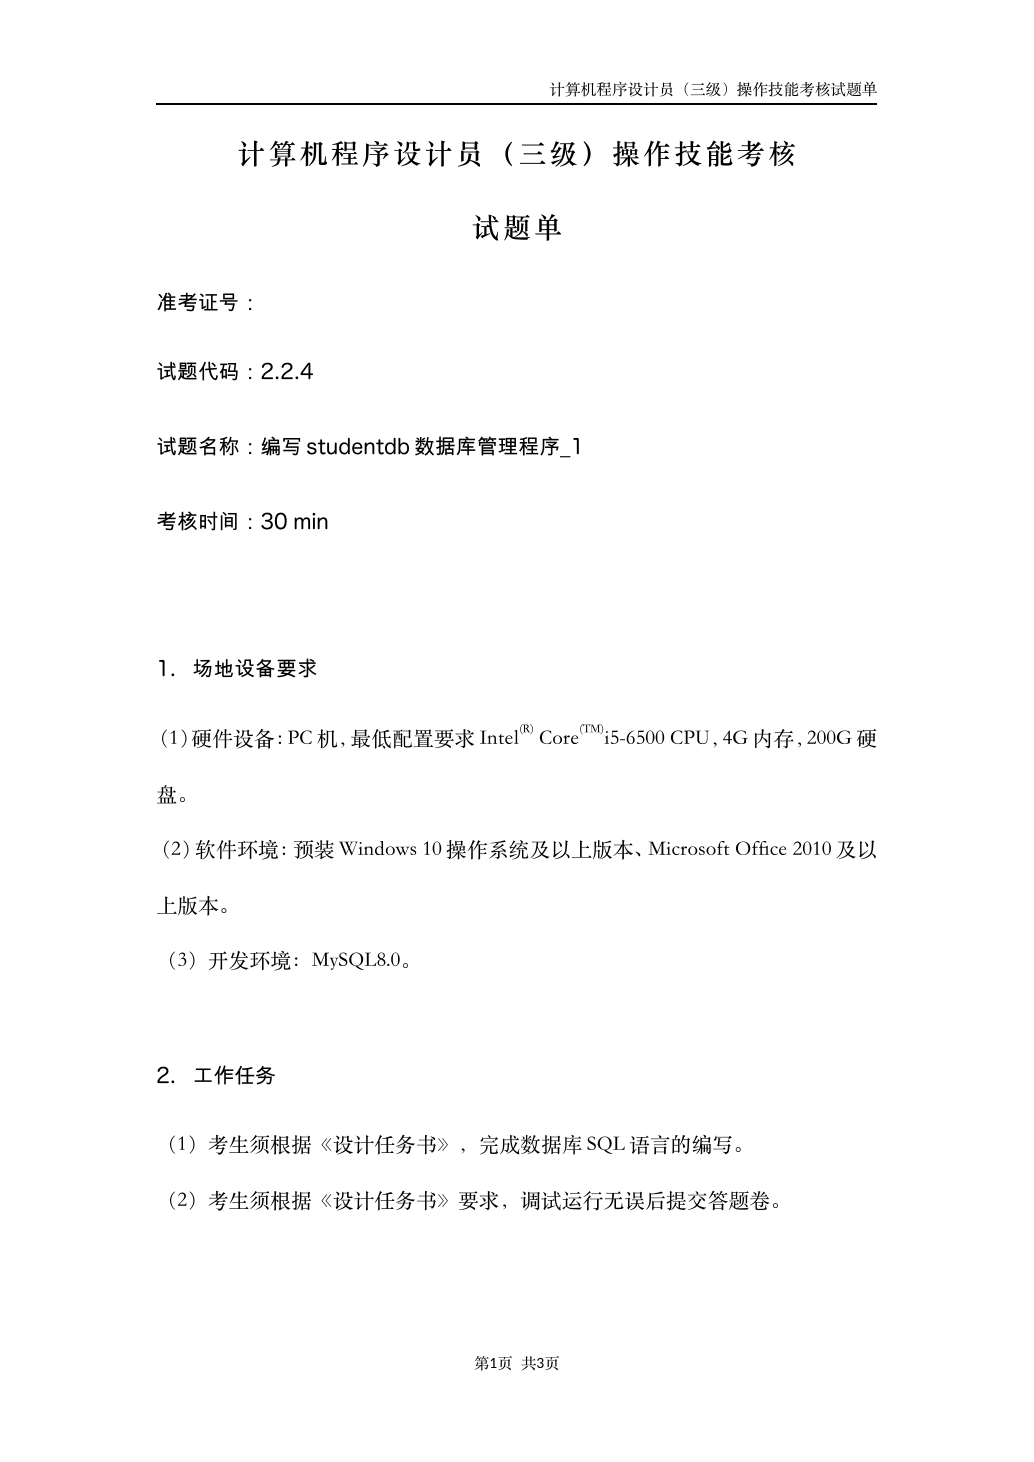 计算机程序设计员（三级）操作技能考核试题单
计算机程序设计员（三级）操作技能考核
试题单
准考证号：
试题代码：2.2.4
试题名称：编写 studentdb 数据库管理程序_1
考核时间：30 min
1. 场地设备要求
（1）硬件设备：PC 机，最低配置要求 Intel(R) Core(TM)i5-6500 CPU，4G 内存，200G 硬
盘。
（2）软件环境：预装 Windows 10 操作系统及以上版本、Microsoft Office 2010 及以
上版本。
（3）开发环境：MySQL8.0。
2. 工作任务
（1）考生须根据《设计任务书》，完成数据库 SQL 语言的编写。
（2）考生须根据《设计任务书》要求，调试运行无误后提交答题卷。
第1页 共3页